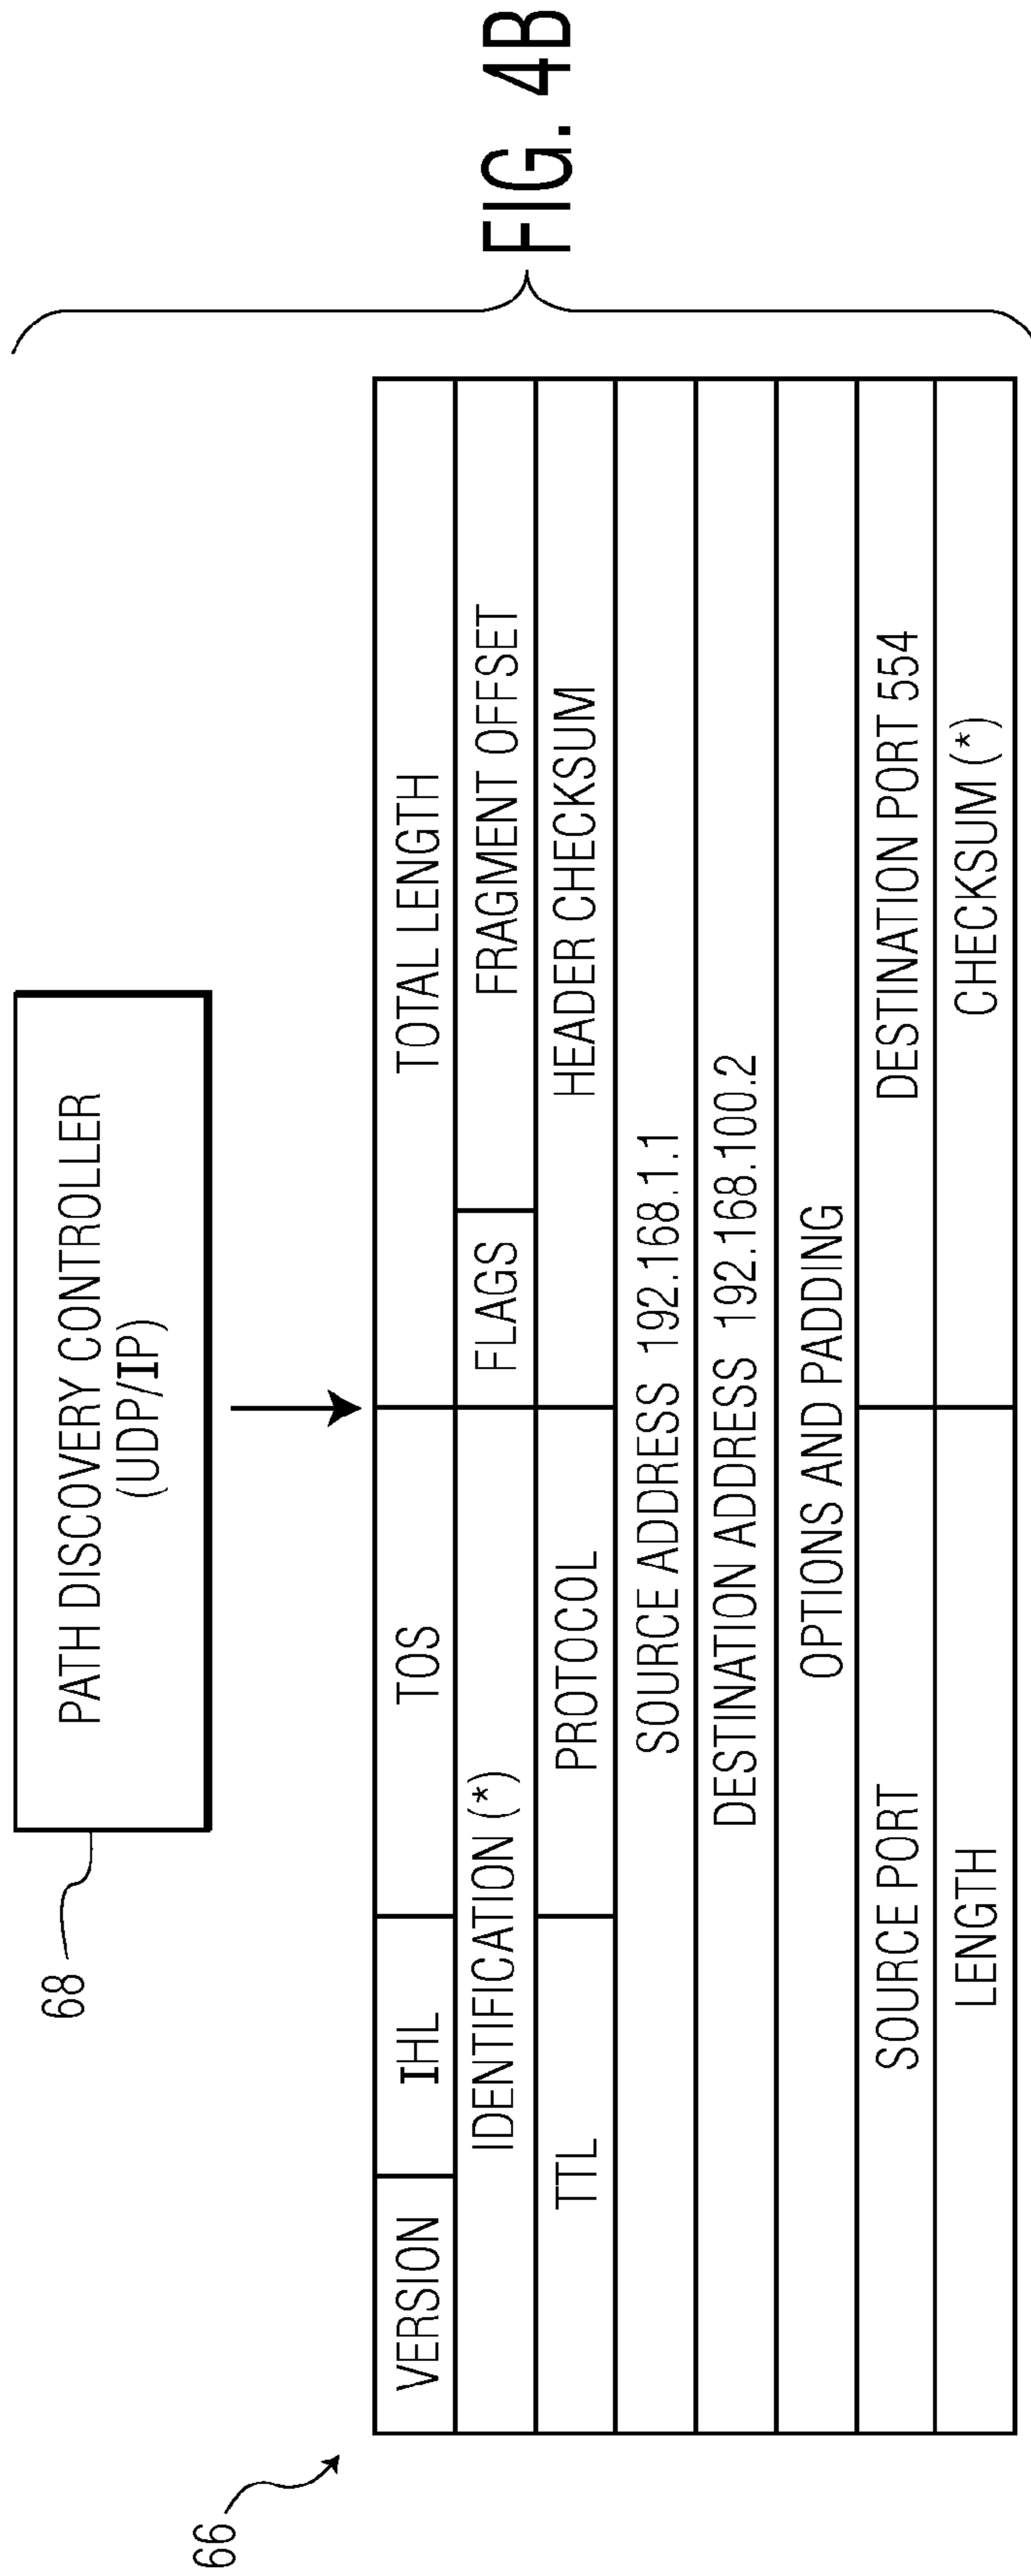 68
PATH DISCOVERY CONTROLLER
(UDP/IP)
66
VERSION IHL TOS TOTAL LENGTH
IDENTIFICATION (*) FLAGS FRAGMENT OFFSET
TTL PROTOCOL HEADER CHECKSUM
SOURCE ADDRESS 192.168.1.1
DESTINATION ADDRESS 192.168.100.2
OPTIONS AND PADDING
SOURCE PORT DESTINATION PORT 554
LENGTH CHECKSUM (*)
FIG. 4B